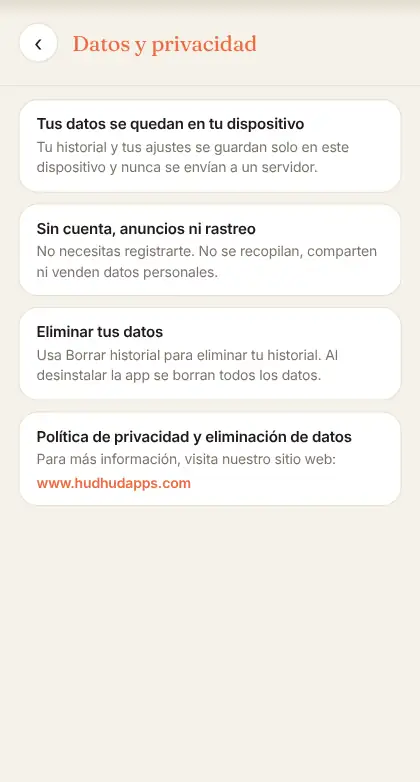 Datos y privacidad
Tus datos se quedan en tu dispositivo
Tu historial y tus ajustes se guardan solo en este
dispositivo y nunca se envían a un servidor.
Sin cuenta, anuncios ni rastreo
No necesitas registrarte. No se recopilan, comparten
ni venden datos personales.
Eliminar tus datos
Usa Borrar historial para eliminar tu historial. Al
desinstalar la app se borran todos los datos.
Política de privacidad y eliminación de datos
Para más información, visita nuestro sitio web:
www.hudhudapps.com